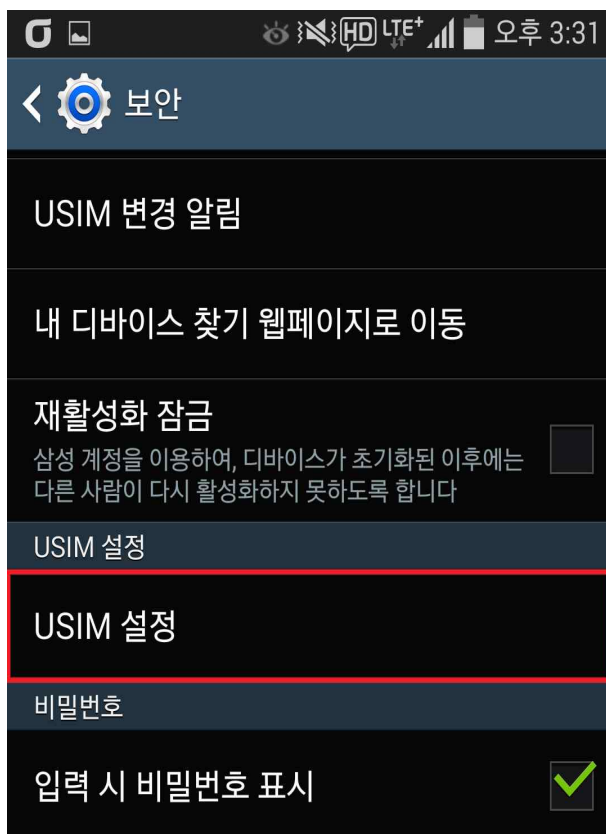 HD LTE+ 오후 3:31
보안
USIM 변경 알림
내 디바이스 찾기 웹페이지로 이동
재활성화 잠금
삼성 계정을 이용하여, 디바이스가 초기화된 이후에는
다른 사람이 다시 활성화하지 못하도록 합니다
USIM 설정
USIM 설정
비밀번호
입력 시 비밀번호 표시